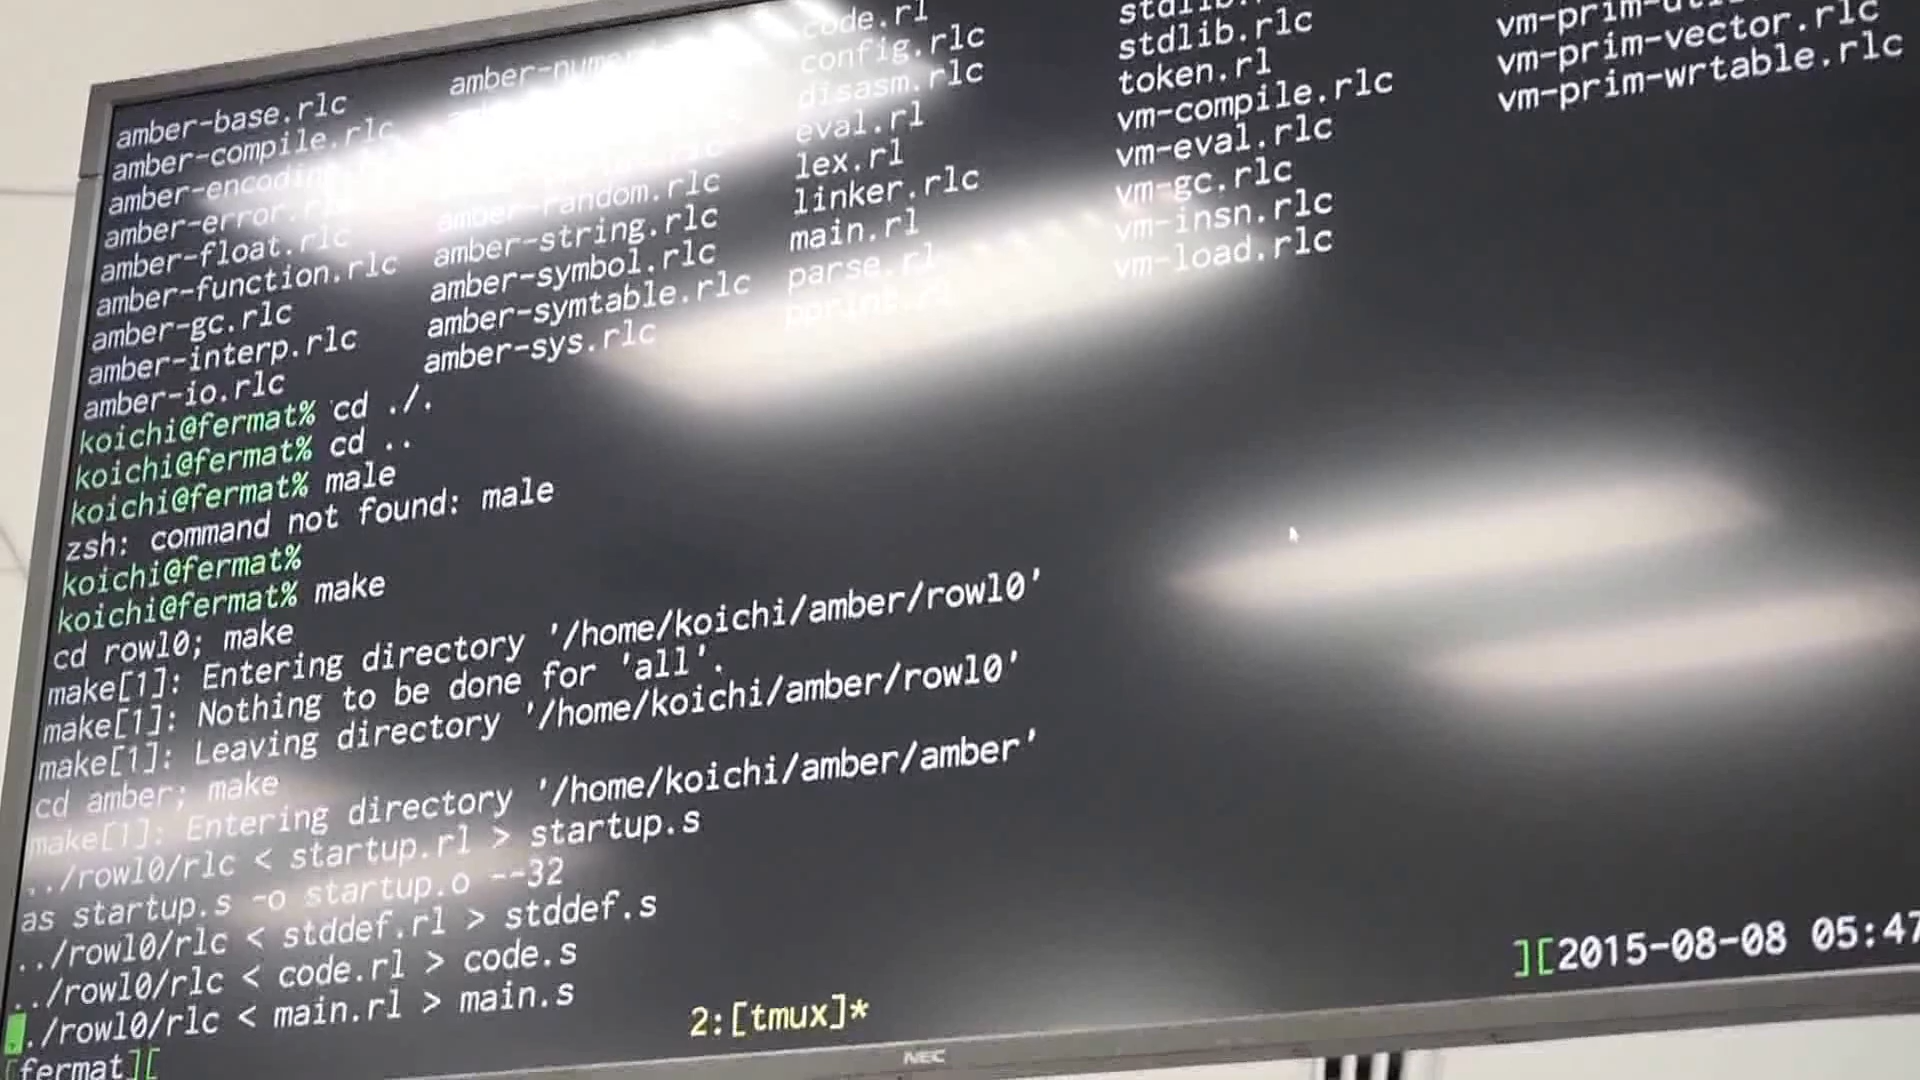 code.rl
amber-base.rlc config.rlc stdlib.rlc vm-prim-vector.rlc
amber-compile.rlc disasm.rlc token.rl vm-prim-wrtable.rlc
eval.rl vm-compile.rlc
lex.rl vm-eval.rlc
amber-float.rlc amber-random.rlc linker.rlc vm-gc.rlc
amber-function.rlc amber-string.rlc main.rl vm-insn.rlc
amber-gc.rlc amber-symbol.rlc parse.rl vm-load.rlc
amber-interp.rlc amber-symtable.rlc pprint.rl
amber-io.rlc amber-sys.rlc
koichi@fermat% cd ./.
koichi@fermat% cd ..
koichi@fermat% male
zsh: command not found: male
koichi@fermat%
koichi@fermat% make
cd rowl0; make
make[1]: Entering directory '/home/koichi/amber/rowl0'
make[1]: Nothing to be done for 'all'.
make[1]: Leaving directory '/home/koichi/amber/rowl0'
cd amber; make
make[1]: Entering directory '/home/koichi/amber/amber'
../rowl0/rlc < startup.rl > startup.s
as startup.s -o startup.o --32
../rowl0/rlc < stddef.rl > stddef.s
../rowl0/rlc < code.rl > code.s
../rowl0/rlc < main.rl > main.s
[fermat][ 2:[tmux]* ][2015-08-08 05:47
NEC